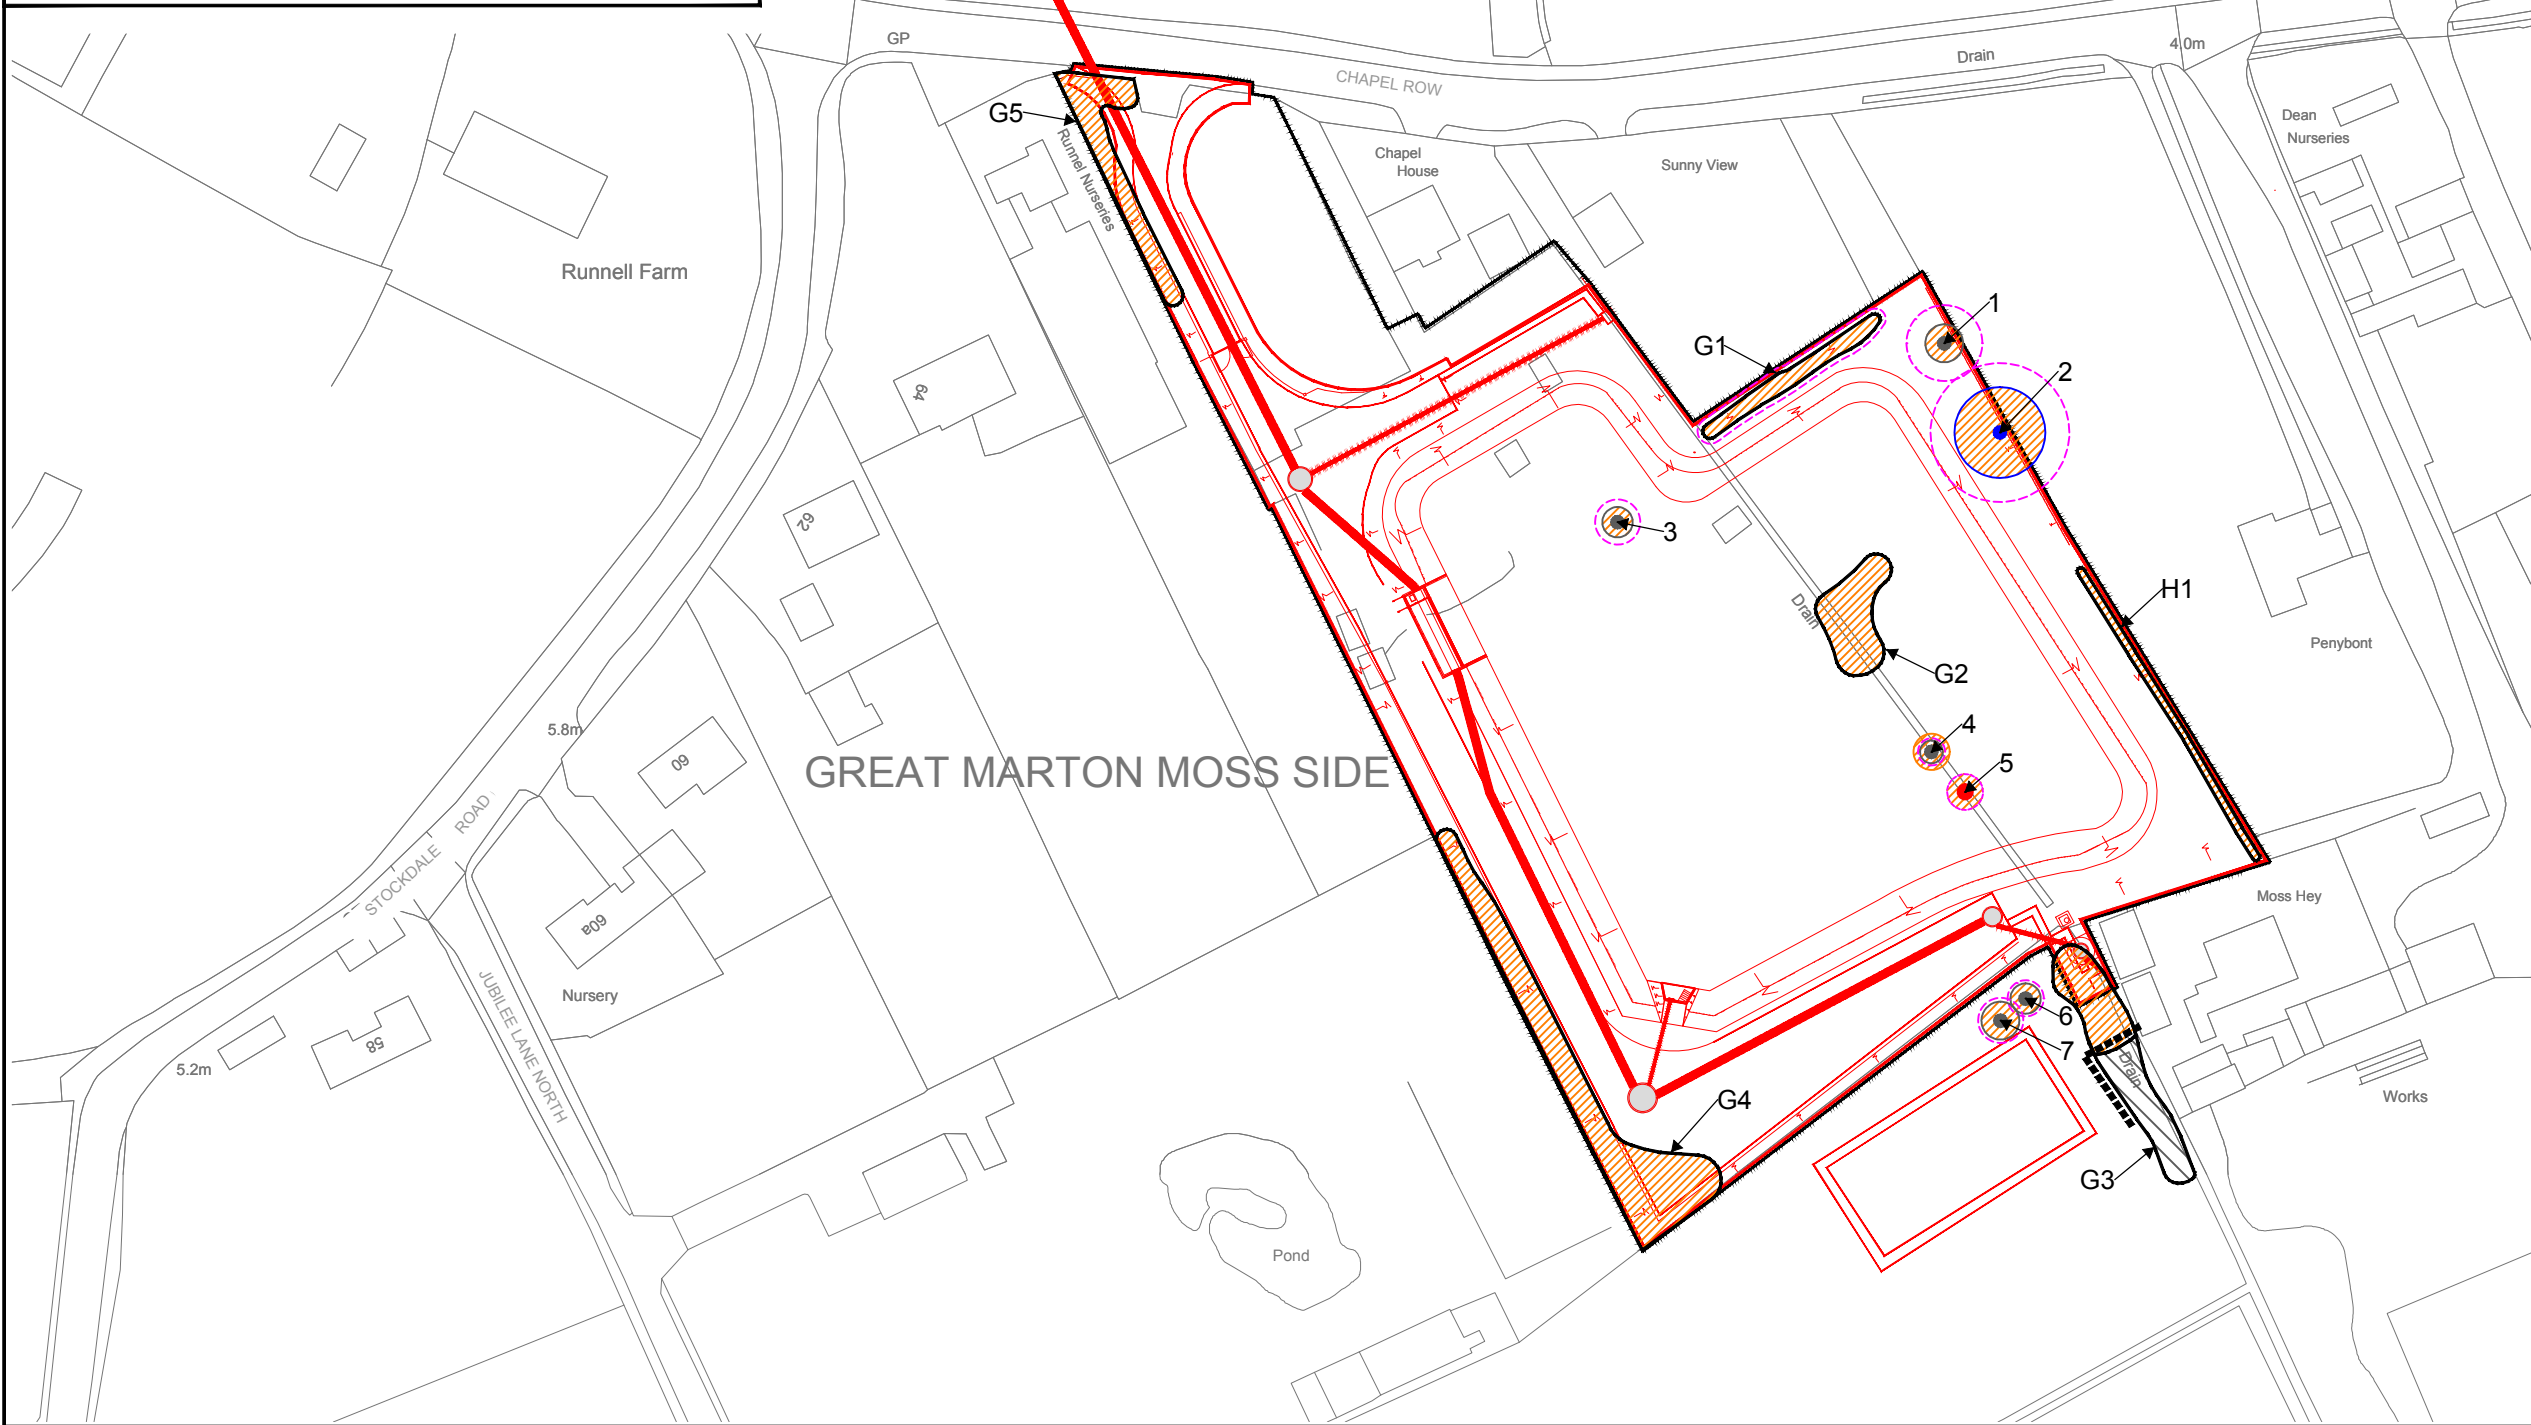 GP
4.0m
Drain
CHAPEL ROW
G5
Dean
Nurseries
Runnel Nurseries
Chapel
House
Sunny View
Runnell Farm
1
G1
2
64
62
3
H1
Drain
Penybont
G2
4
5.8m
60
GREAT MARTON MOSS SIDE
5
STOCKDALE ROAD
60a
Moss Hey
Nursery
JUBILEE LANE NORTH
6
58
7
5.2m
Drain
G4
Works
G3
Pond